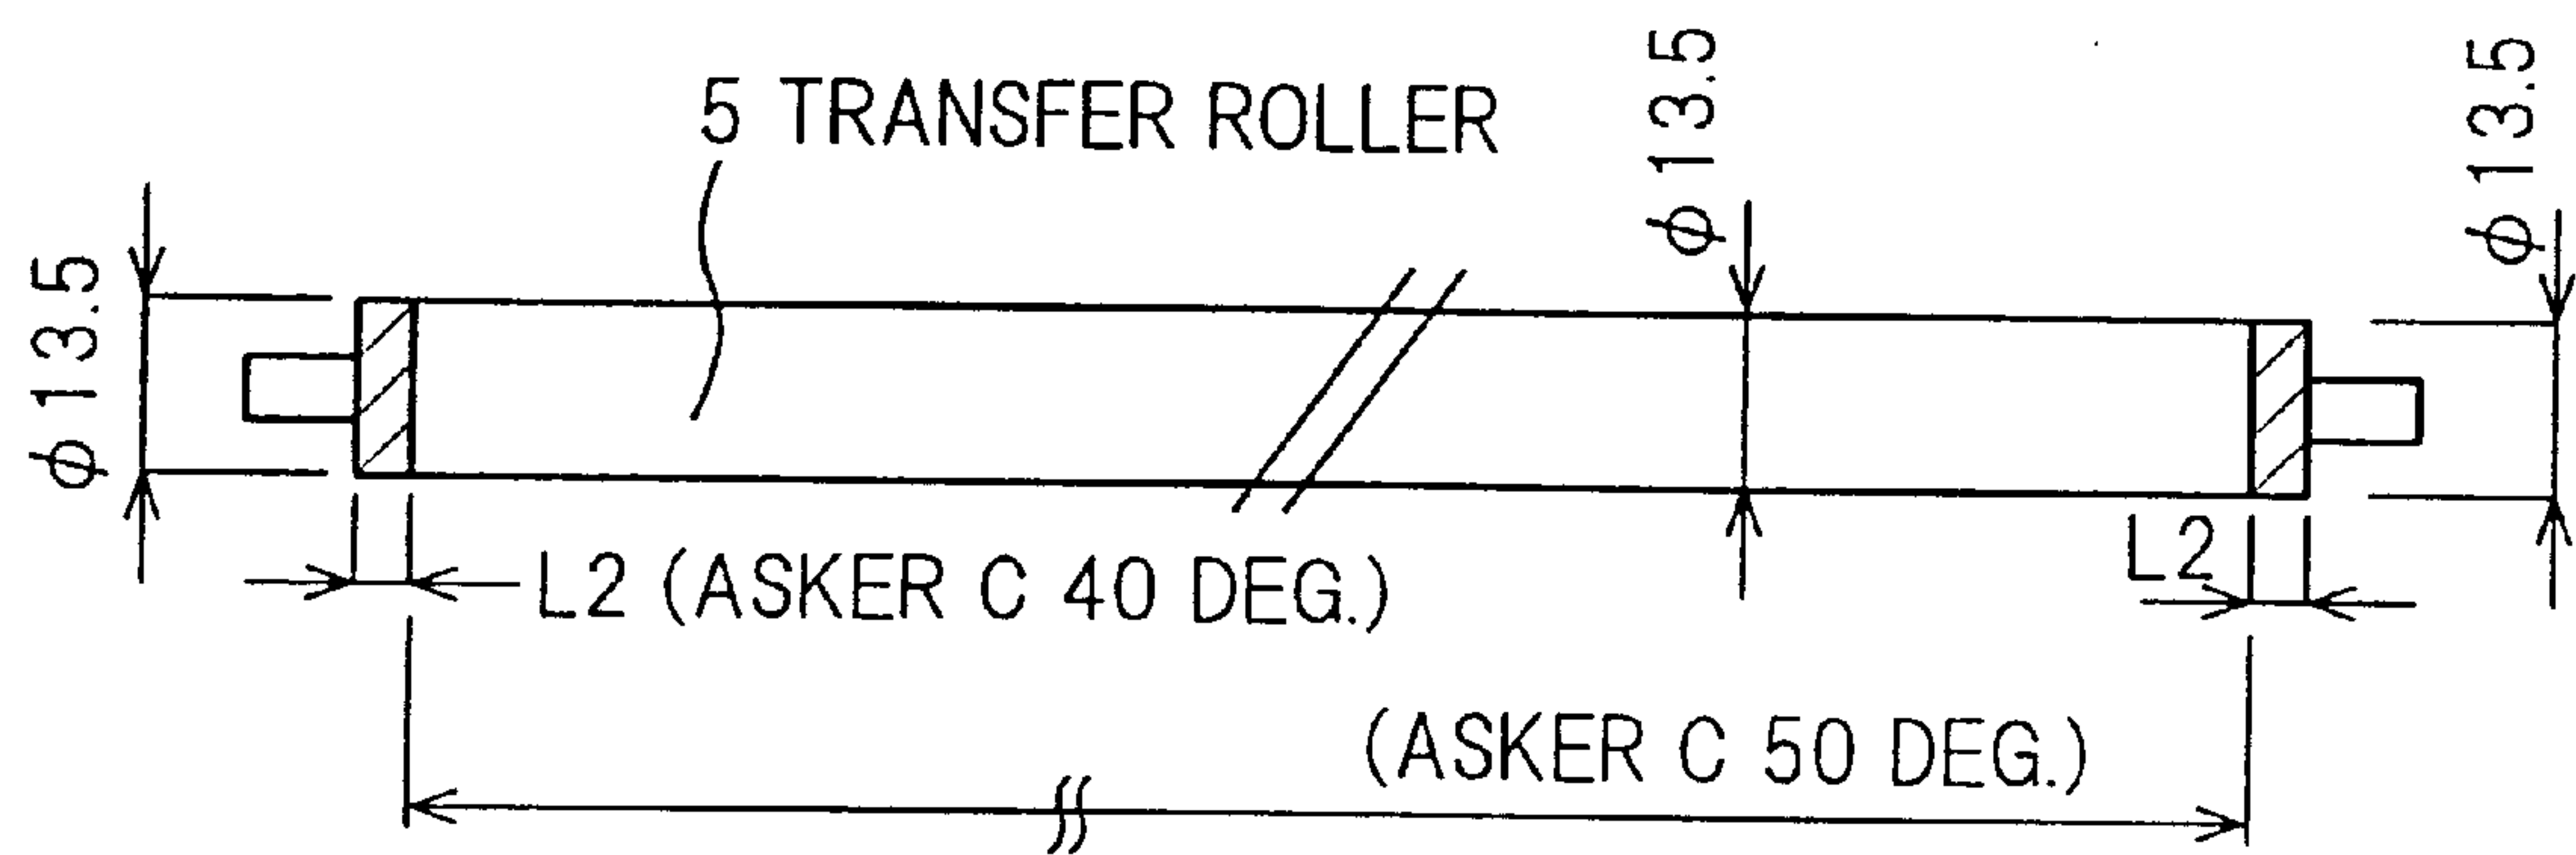 5 TRANSFER ROLLER
φ13.5
φ13.5
φ13.5
L2 (ASKER C 40 DEG.)
L2
(ASKER C 50 DEG.)